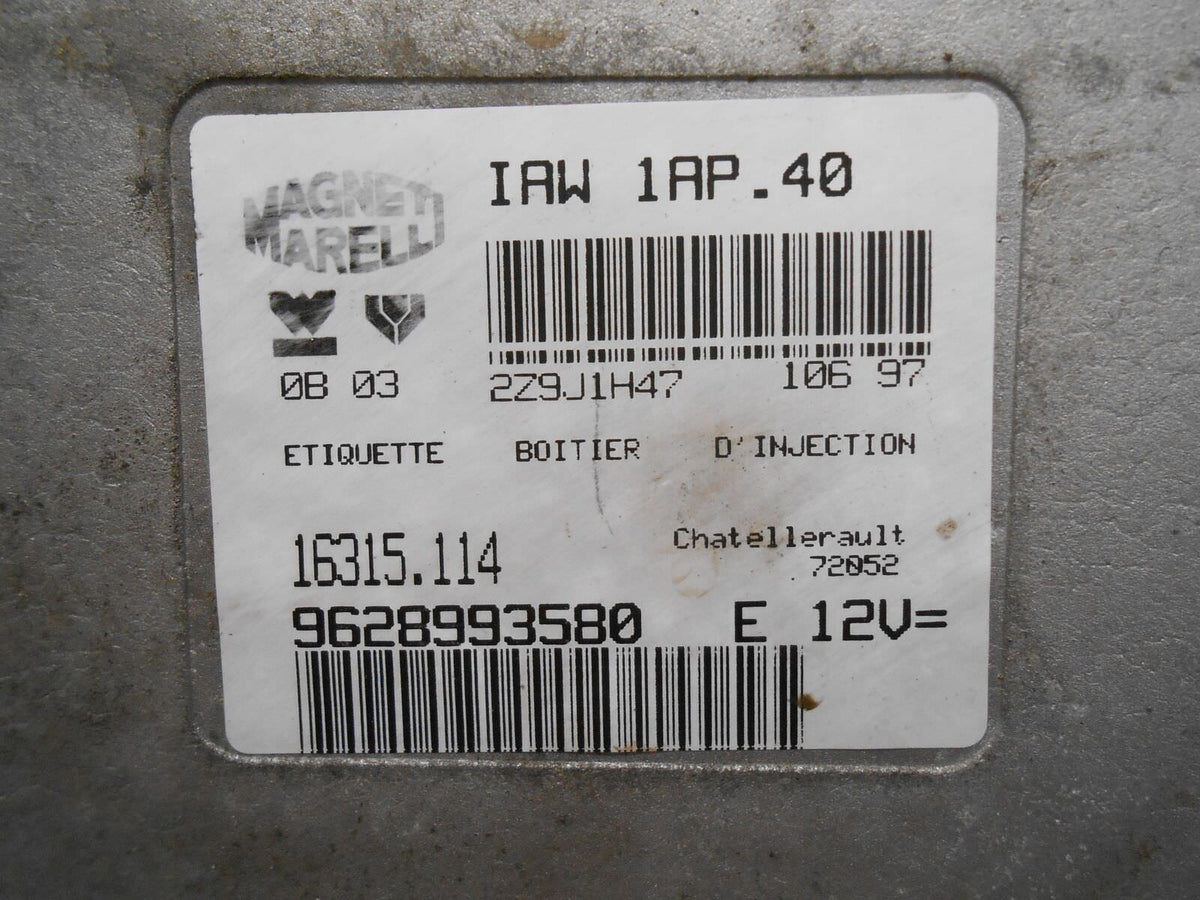 MAGNETI
MARELLI
IAW 1AP.40
0B 03
2Z9J1H47 106 97
ETIQUETTE BOITIER D'INJECTION
16315.114
Chatellerault
72052
9628993580 E 12V=